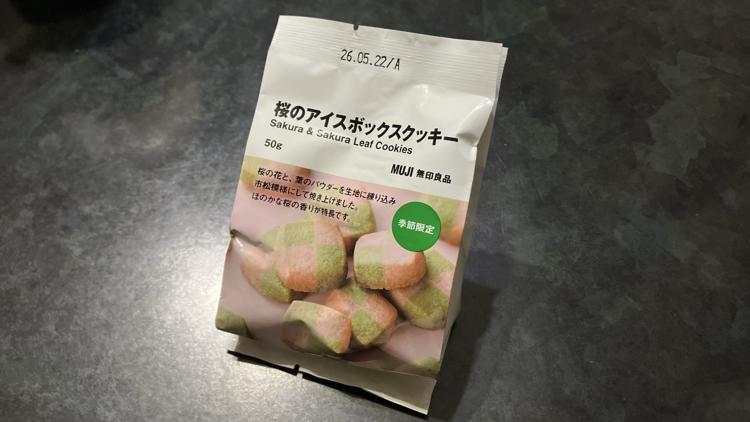 26.05.22/A
桜のアイスボックスクッキー
Sakura & Sakura Leaf Cookies
50g
MUJI 無印良品
桜の花と、葉のパウダーを生地に練り込み
市松模様にして焼き上げました。
ほのかな桜の香りが特長です。
季節限定